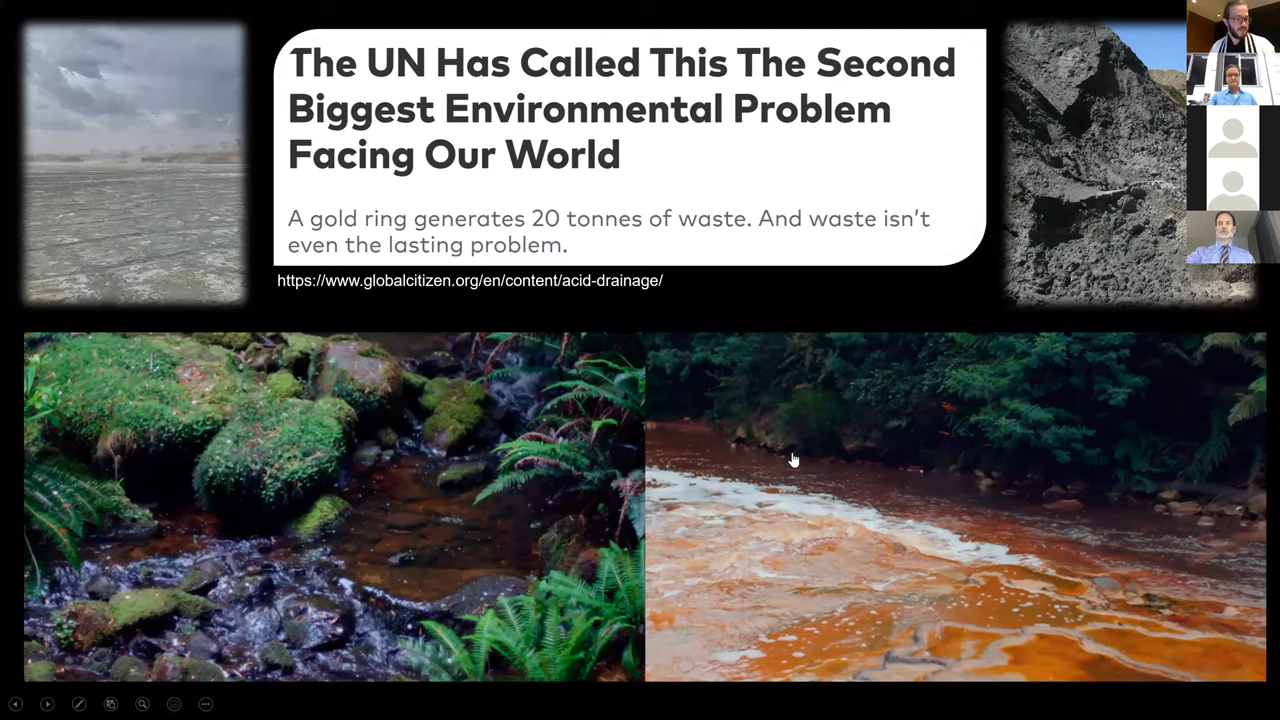 The UN Has Called This The Second
Biggest Environmental Problem
Facing Our World
A gold ring generates 20 tonnes of waste. And waste isn’t
even the lasting problem.
https://www.globalcitizen.org/en/content/acid-drainage/